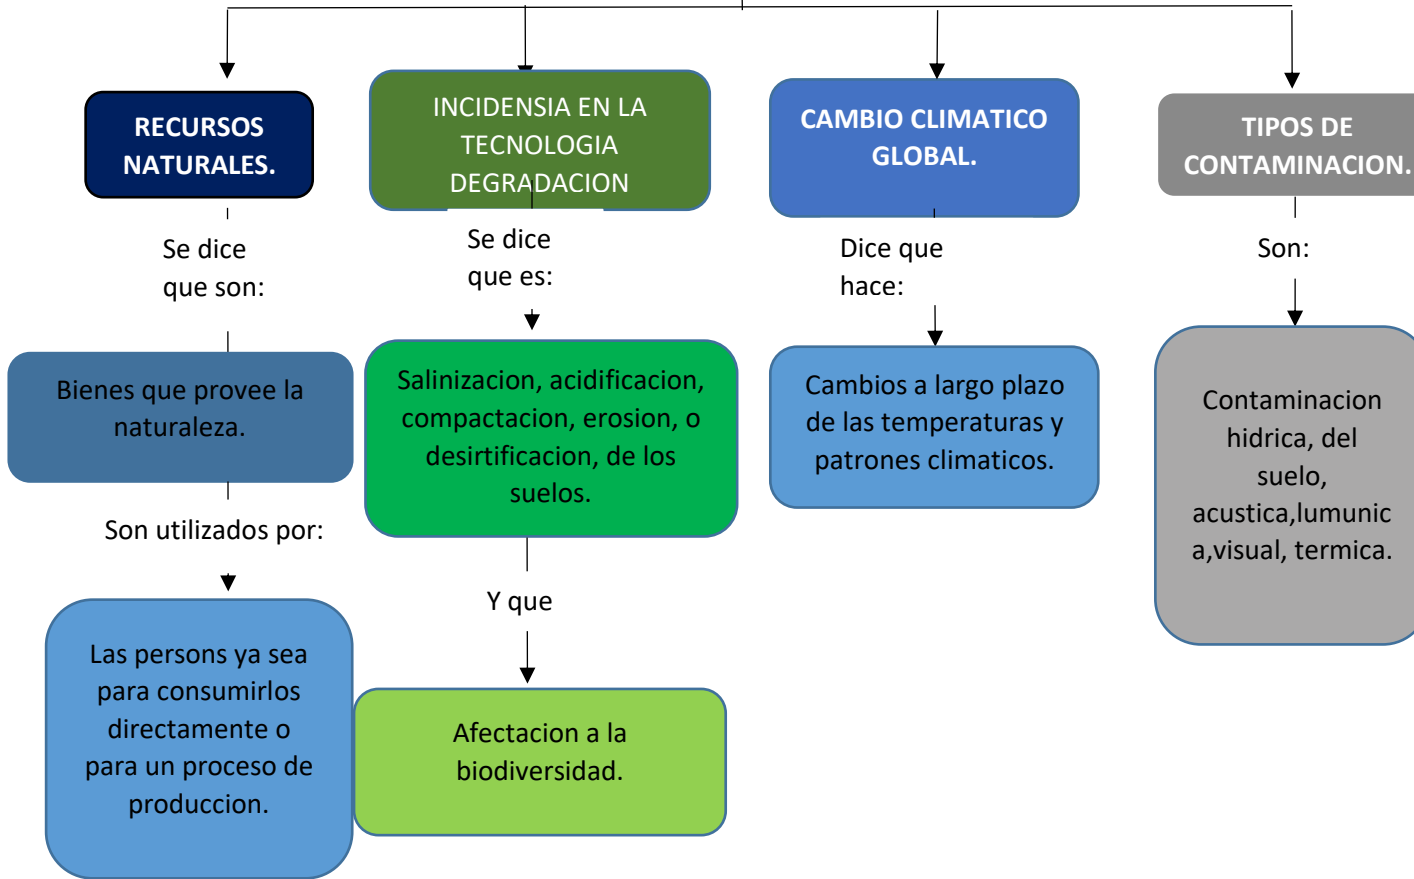 RECURSOS
NATURALES.
Se dice
que son:
Bienes que provee la
naturaleza.
Son utilizados por:
Las persons ya sea
para consumirlos
directamente o
para un proceso de
produccion.
INCIDENSIA EN LA
TECNOLOGIA
DEGRADACION
Se dice
que es:
Salinizacion, acidificacion,
compactacion, erosion, o
desirtificacion, de los
suelos.
Y que
Afectacion a la
biodiversidad.
CAMBIO CLIMATICO
GLOBAL.
Dice que
hace:
Cambios a largo plazo
de las temperaturas y
patrones climaticos.
TIPOS DE
CONTAMINACION.
Son:
Contaminacion
hidrica, del
suelo,
acustica,lumunic
a,visual, termica.